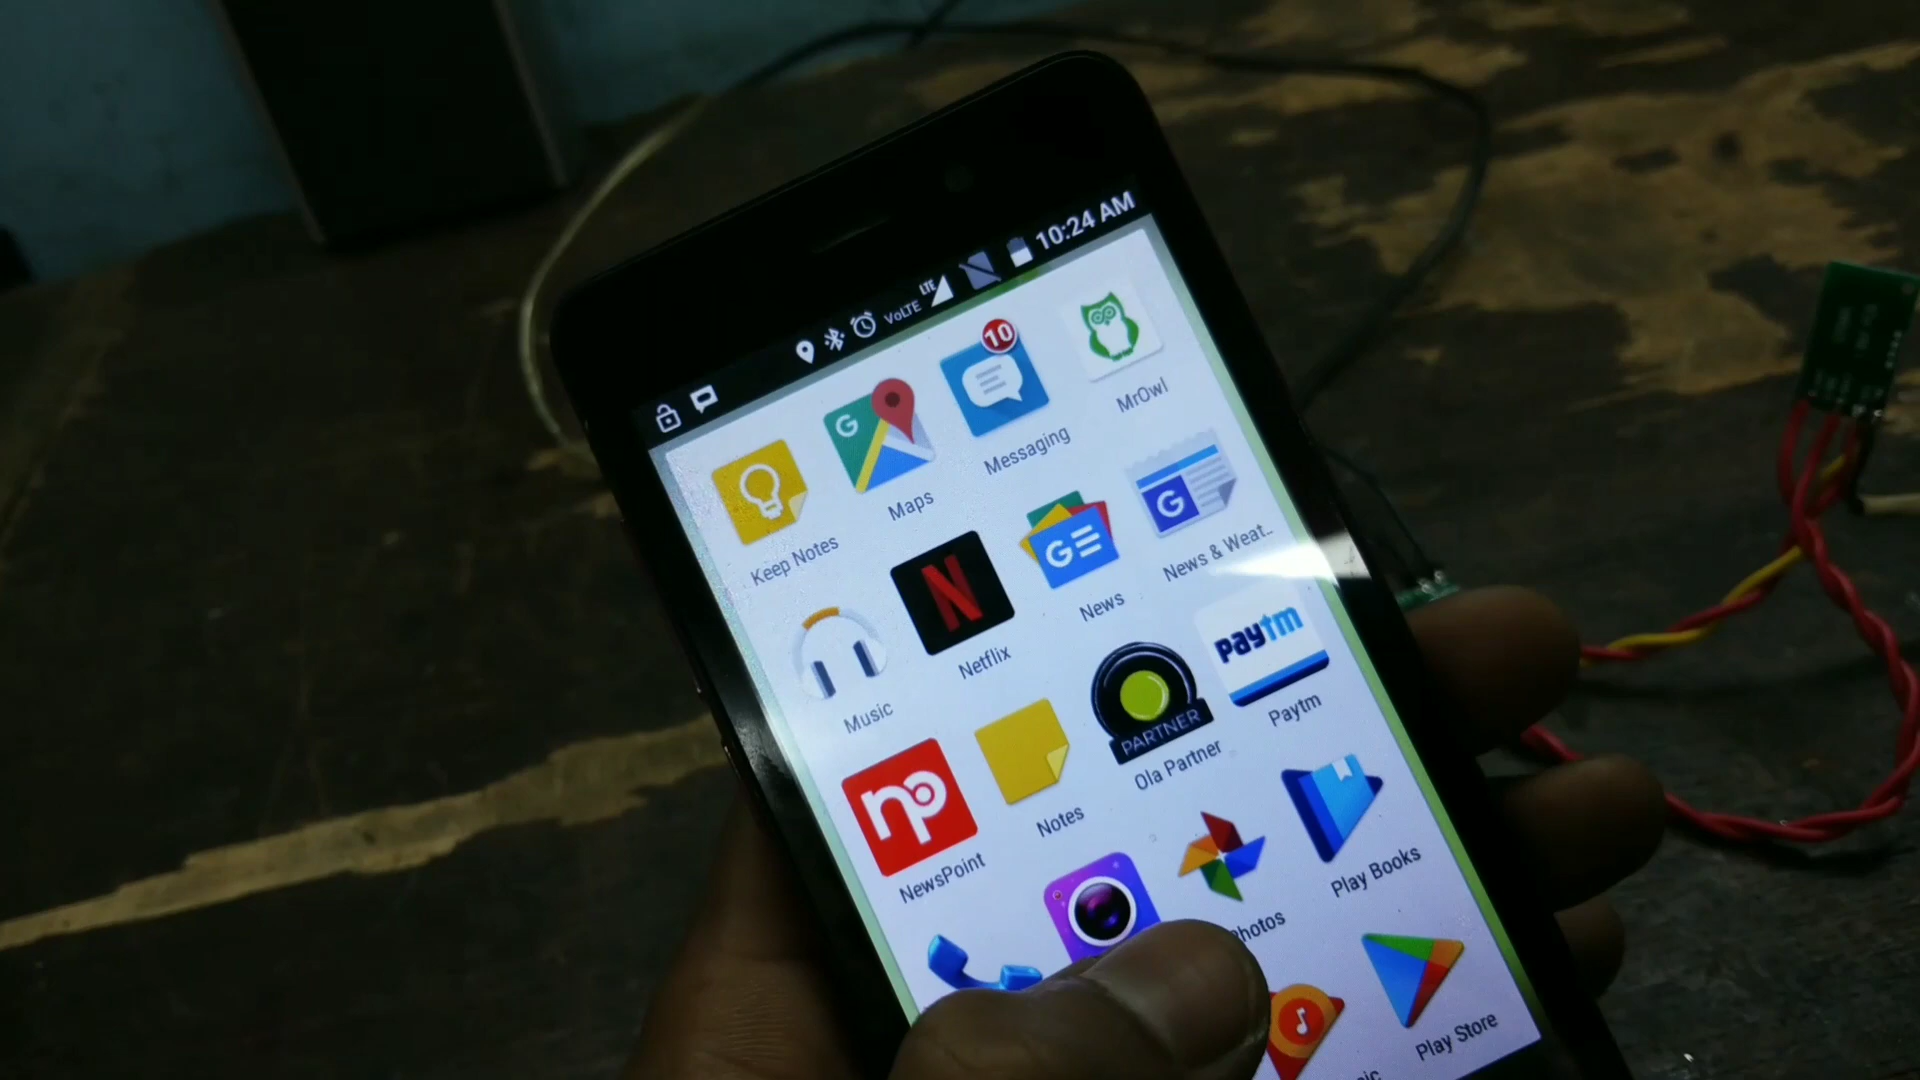 VoLTE LTE 10:24 AM
10
Keep Notes
Maps
Messaging
MrOwl
G
Music
N
Netflix
G
News
G
News & Weat..
np
NewsPoint
Notes
PARTNER
Ola Partner
paytm
Paytm
Photos
Play Books
Play Store